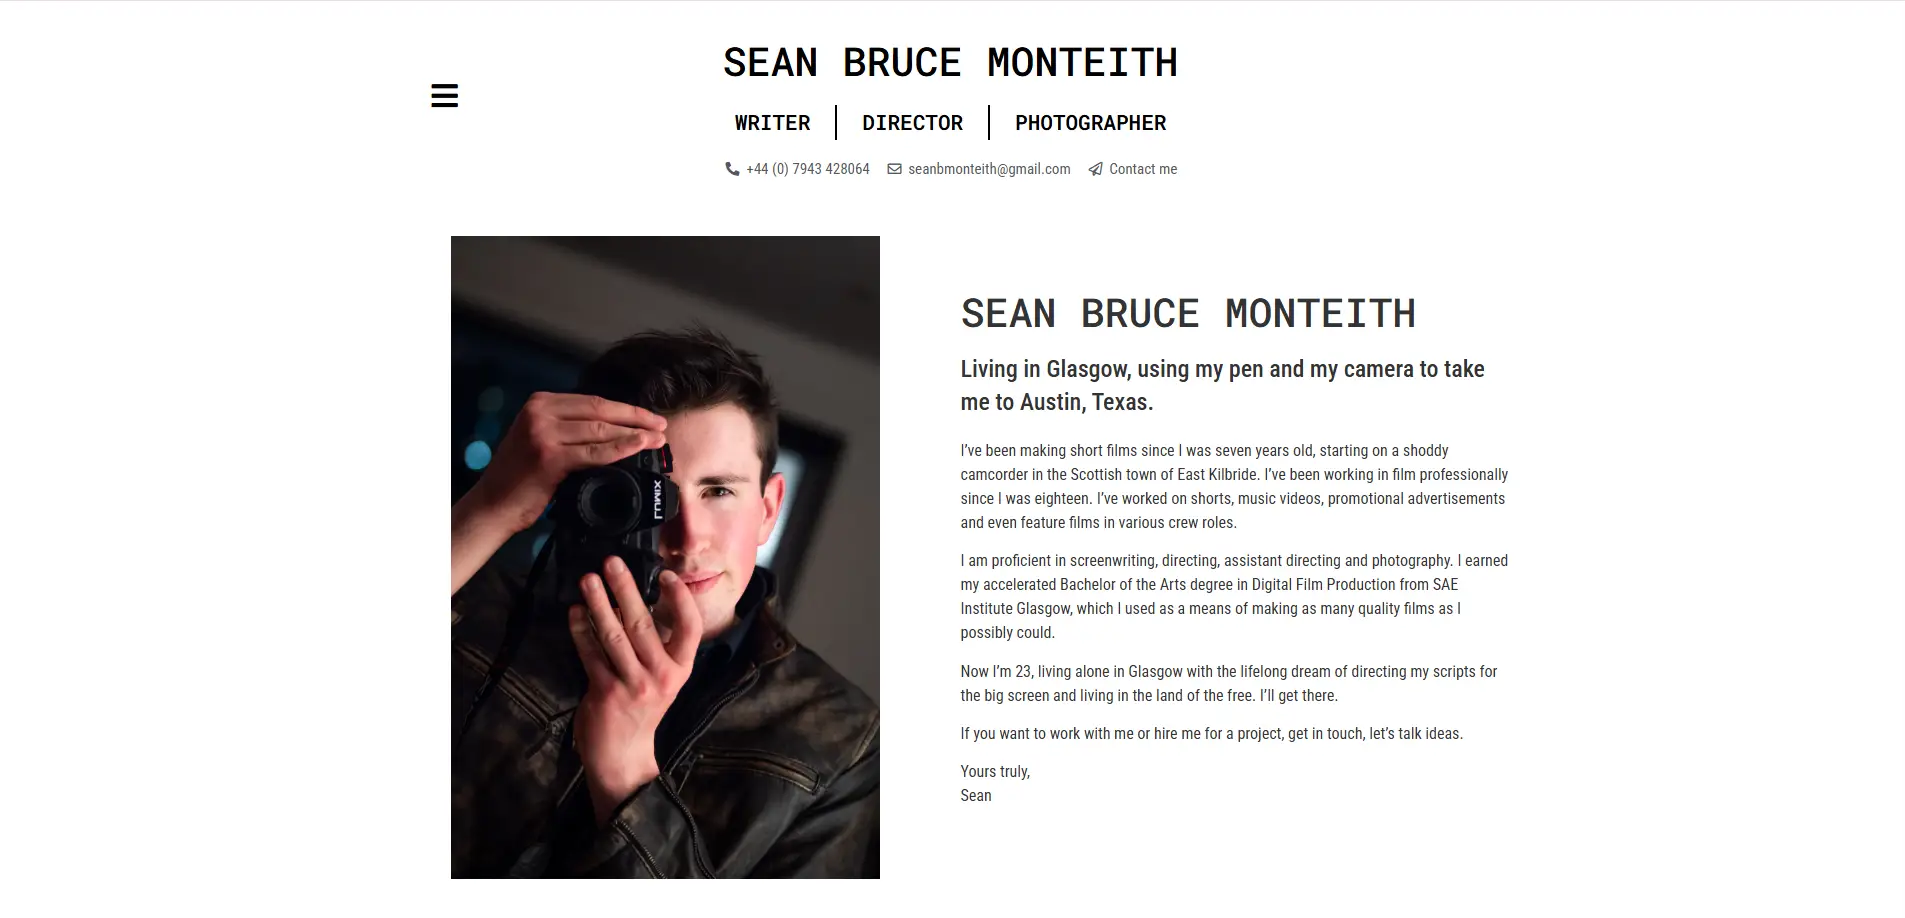 SEAN BRUCE MONTEITH
WRITER DIRECTOR PHOTOGRAPHER
+44 (0) 7943 428064 seanbmonteith@gmail.com Contact me
LUMIX
SEAN BRUCE MONTEITH
Living in Glasgow, using my pen and my camera to take
me to Austin, Texas.
I’ve been making short films since I was seven years old, starting on a shoddy
camcorder in the Scottish town of East Kilbride. I’ve been working in film professionally
since I was eighteen. I’ve worked on shorts, music videos, promotional advertisements
and even feature films in various crew roles.
I am proficient in screenwriting, directing, assistant directing and photography. I earned
my accelerated Bachelor of the Arts degree in Digital Film Production from SAE
Institute Glasgow, which I used as a means of making as many quality films as I
possibly could.
Now I’m 23, living alone in Glasgow with the lifelong dream of directing my scripts for
the big screen and living in the land of the free. I’ll get there.
If you want to work with me or hire me for a project, get in touch, let’s talk ideas.
Yours truly,
Sean